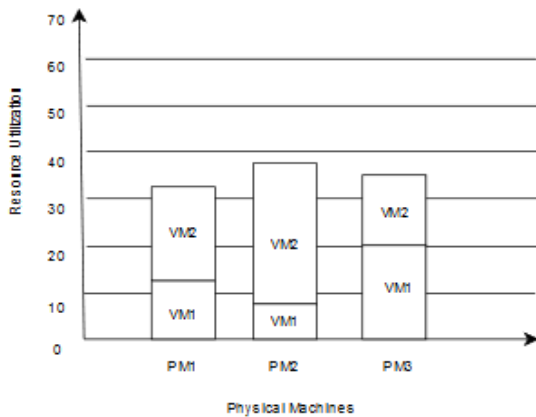 70
60
50
40
30
20
10
0
Resource Utilization
VM2
VM1
VM2
VM1
VM2
VM1
PM1
PM2
PM3
Physical Machines